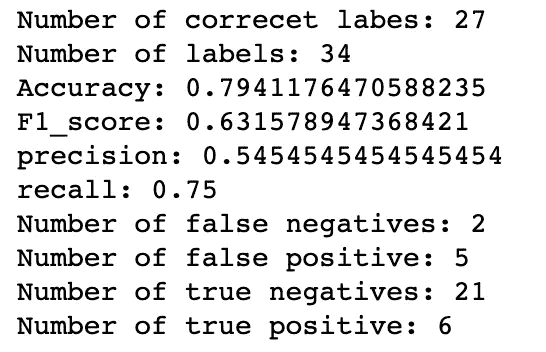 Number of correcet labes: 27
Number of labels: 34
Accuracy: 0.7941176470588235
F1_score: 0.631578947368421
precision: 0.5454545454545454
recall: 0.75
Number of false negatives: 2
Number of false positive: 5
Number of true negatives: 21
Number of true positive: 6